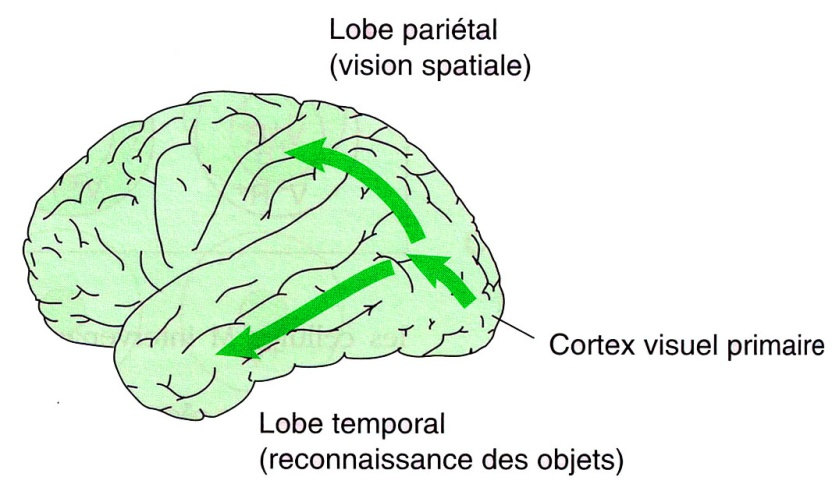 Lobe pariétal
(vision spatiale)
Cortex visuel primaire
Lobe temporal
(reconnaissance des objets)